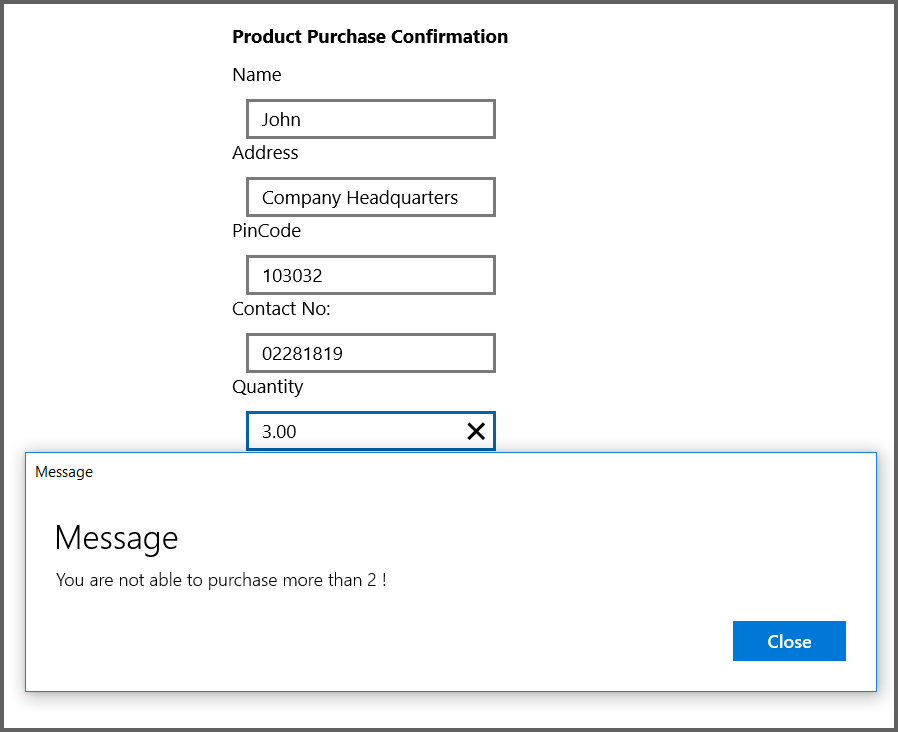 Product Purchase Confirmation
Name
John
Address
Company Headquarters
PinCode
103032
Contact No:
02281819
Quantity
3.00
Message
Message
You are not able to purchase more than 2 !
Close